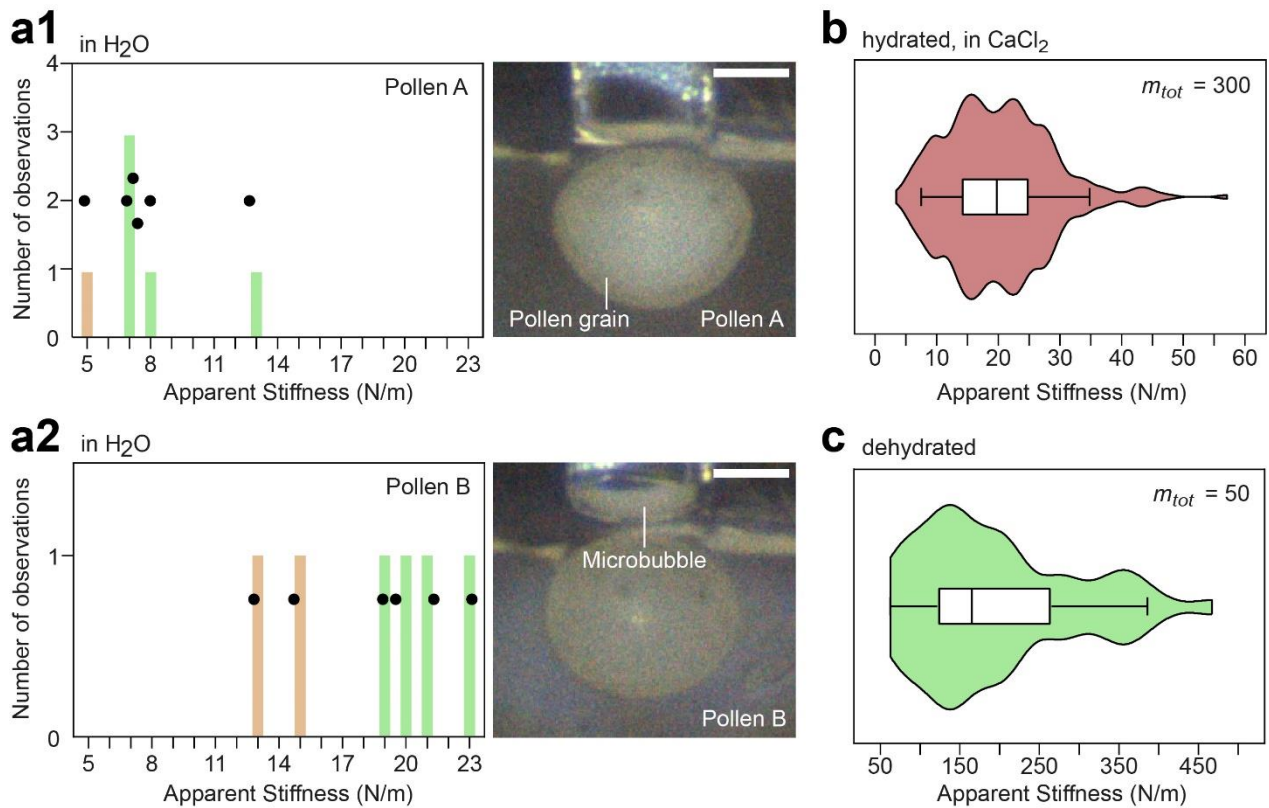 a1
in H2O
Pollen A
Number of observations
4
3
2
1
0
5 8 11 14 17 20 23
Apparent Stiffness (N/m)
Pollen grain
Pollen A
b
hydrated, in CaCl2
mtot = 300
0 10 20 30 40 50 60
Apparent Stiffness (N/m)
a2
in H2O
Pollen B
Number of observations
1
0
5 8 11 14 17 20 23
Apparent Stiffness (N/m)
Microbubble
Pollen B
c
dehydrated
mtot = 50
50 150 250 350 450
Apparent Stiffness (N/m)